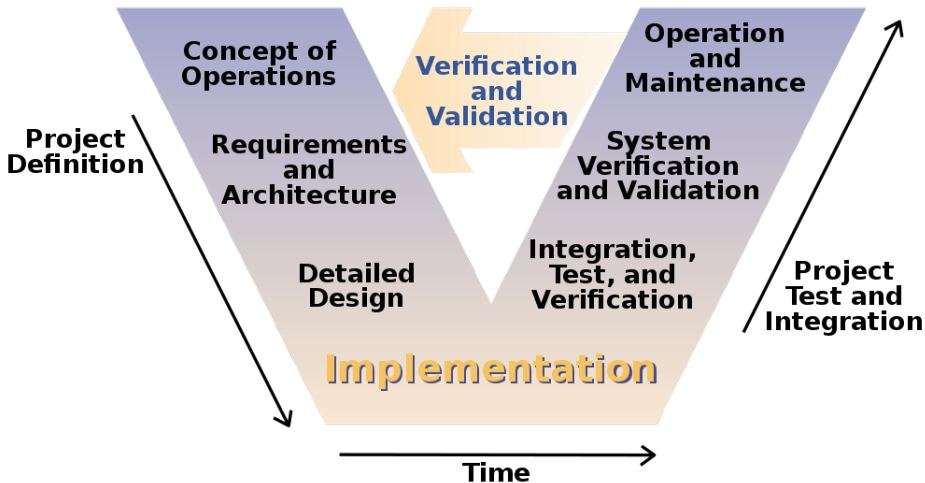 Concept of
Operations
Verification
and
Validation
Operation
and
Maintenance
Project
Definition
Requirements
and
Architecture
System
Verification
and Validation
Detailed
Design
Integration,
Test, and
Verification
Project
Test and
Integration
Implementation
Time